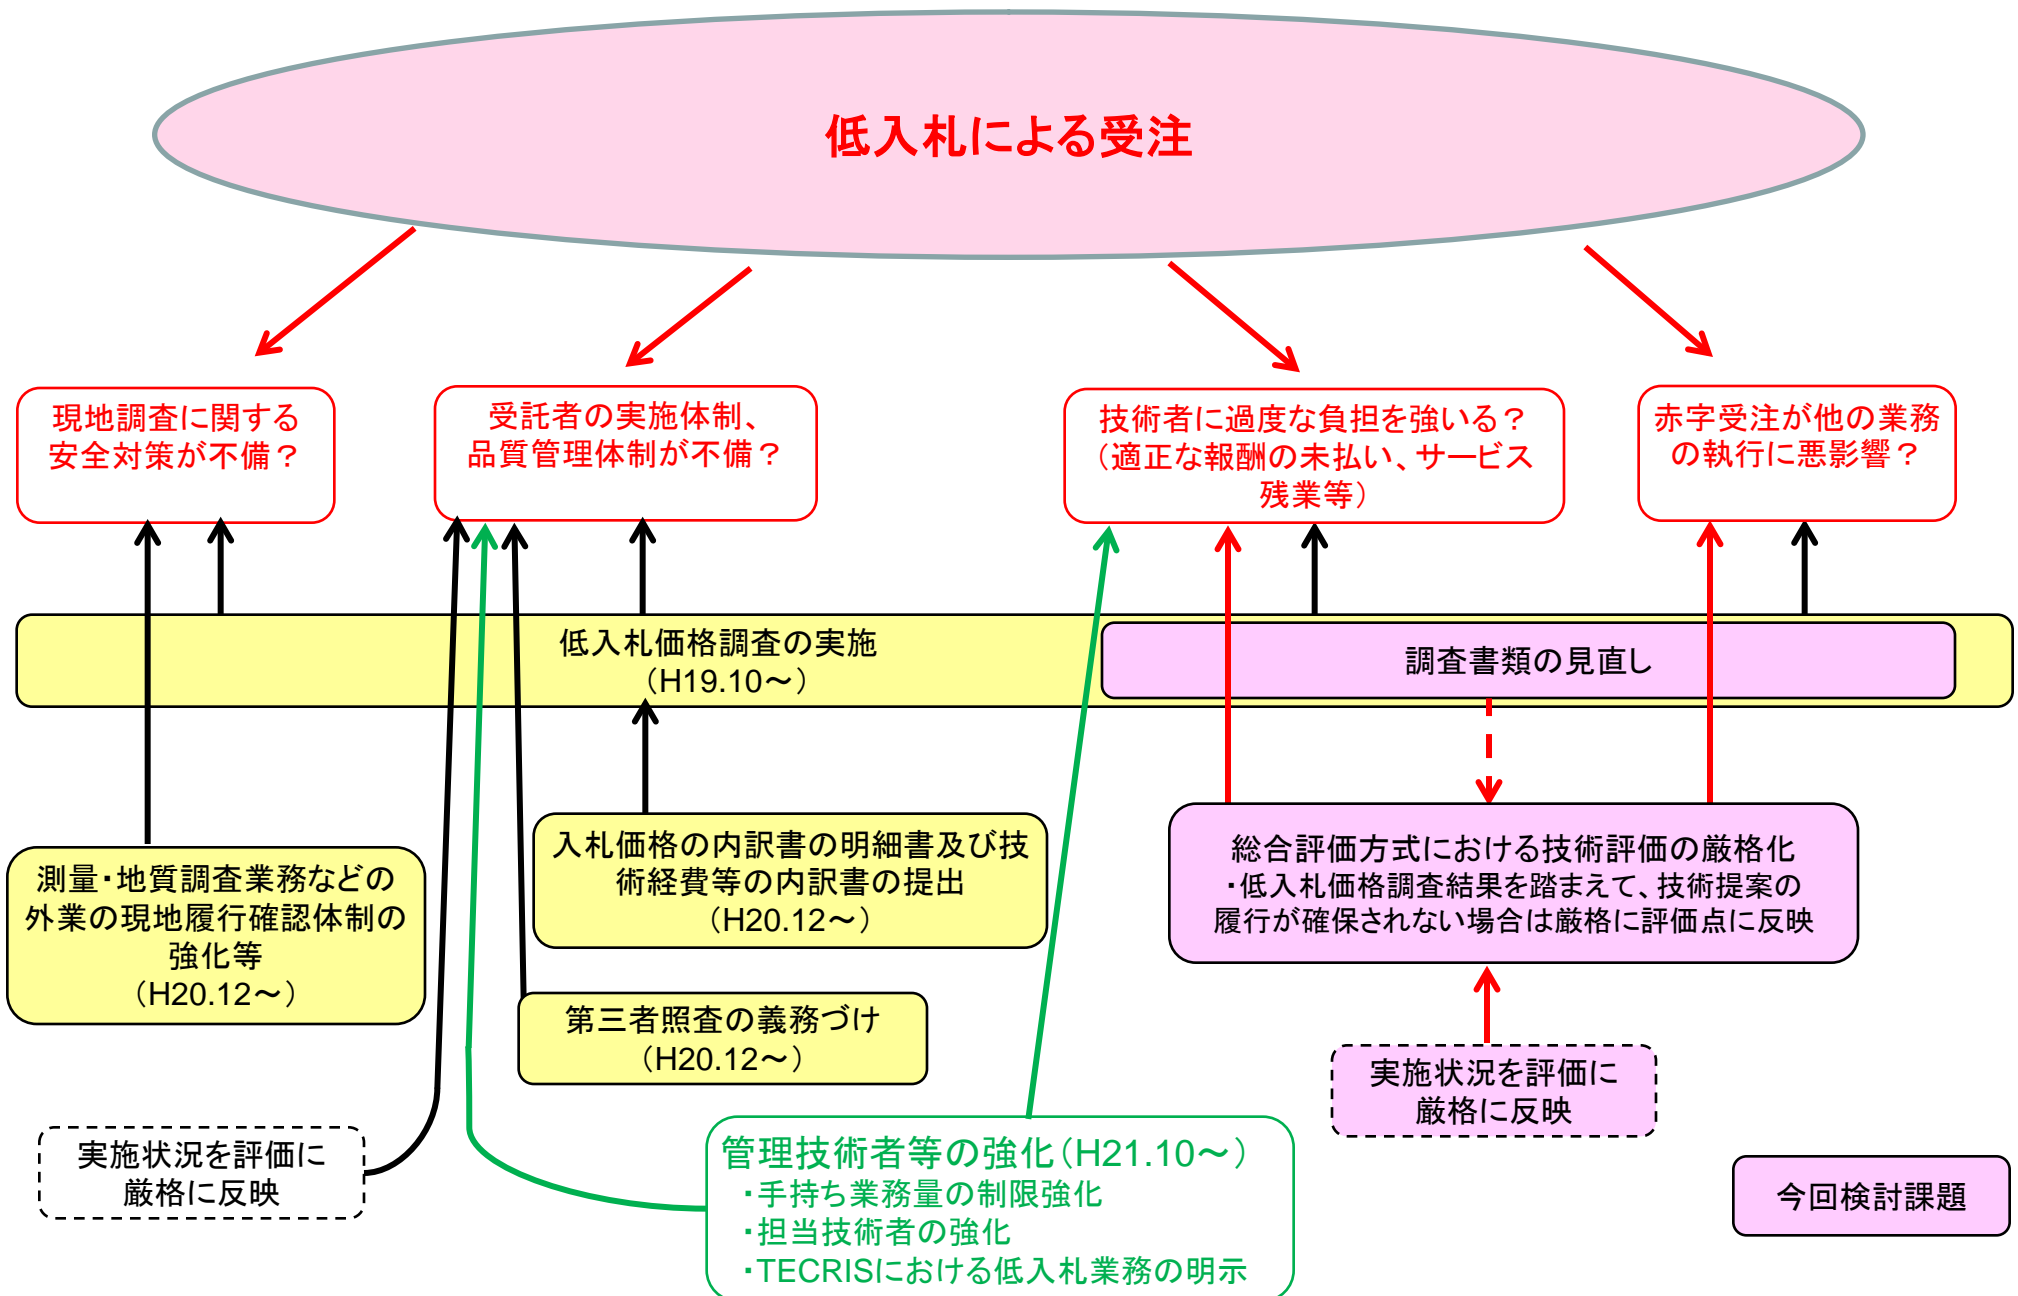 低入札による受注
現地調査に関する
安全対策が不備？
受託者の実施体制、
品質管理体制が不備？
技術者に過度な負担を強いる？
（適正な報酬の未払い、サービス
残業等）
赤字受注が他の業務
の執行に悪影響？
低入札価格調査の実施
（H19.10～）
調査書類の見直し
測量・地質調査業務などの
外業の現地履行確認体制の
強化等
（H20.12～）
入札価格の内訳書の明細書及び技
術経費等の内訳書の提出
（H20.12～）
総合評価方式における技術評価の厳格化
・低入札価格調査結果を踏まえて、技術提案の
履行が確保されない場合は厳格に評価点に反映
第三者照査の義務づけ
（H20.12～）
実施状況を評価に
厳格に反映
実施状況を評価に
厳格に反映
管理技術者等の強化（H21.10～）
・手持ち業務量の制限強化
・担当技術者の強化
・TECRISにおける低入札業務の明示
今回検討課題